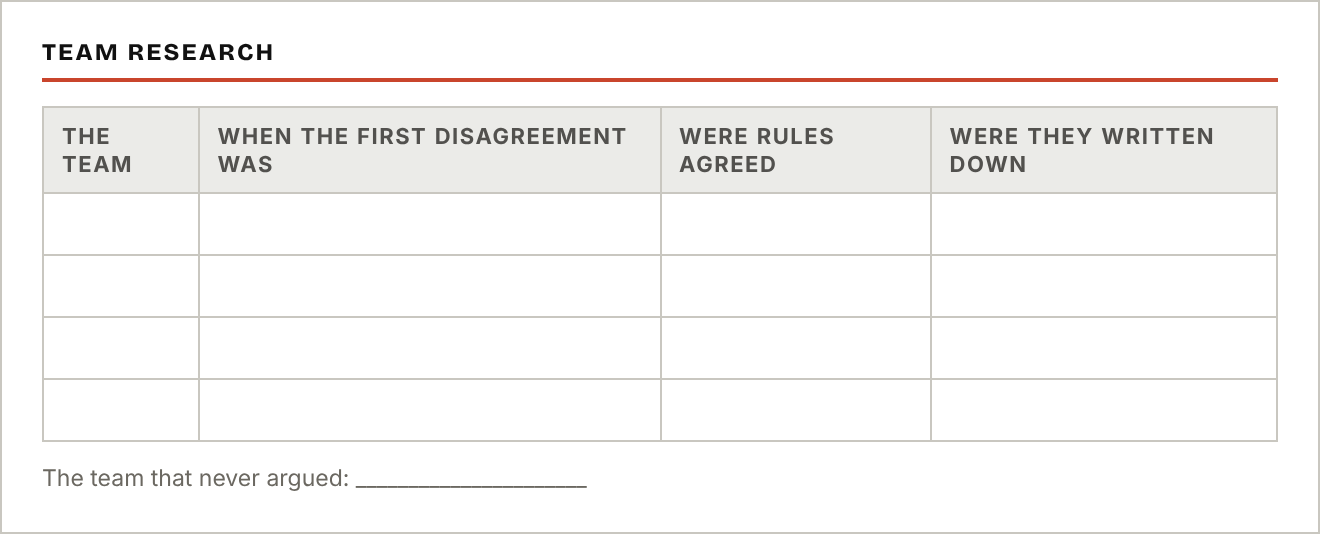 TEAM RESEARCH
THE TEAM
WHEN THE FIRST DISAGREEMENT WAS
WERE RULES AGREED
WERE THEY WRITTEN DOWN
The team that never argued: ______________________